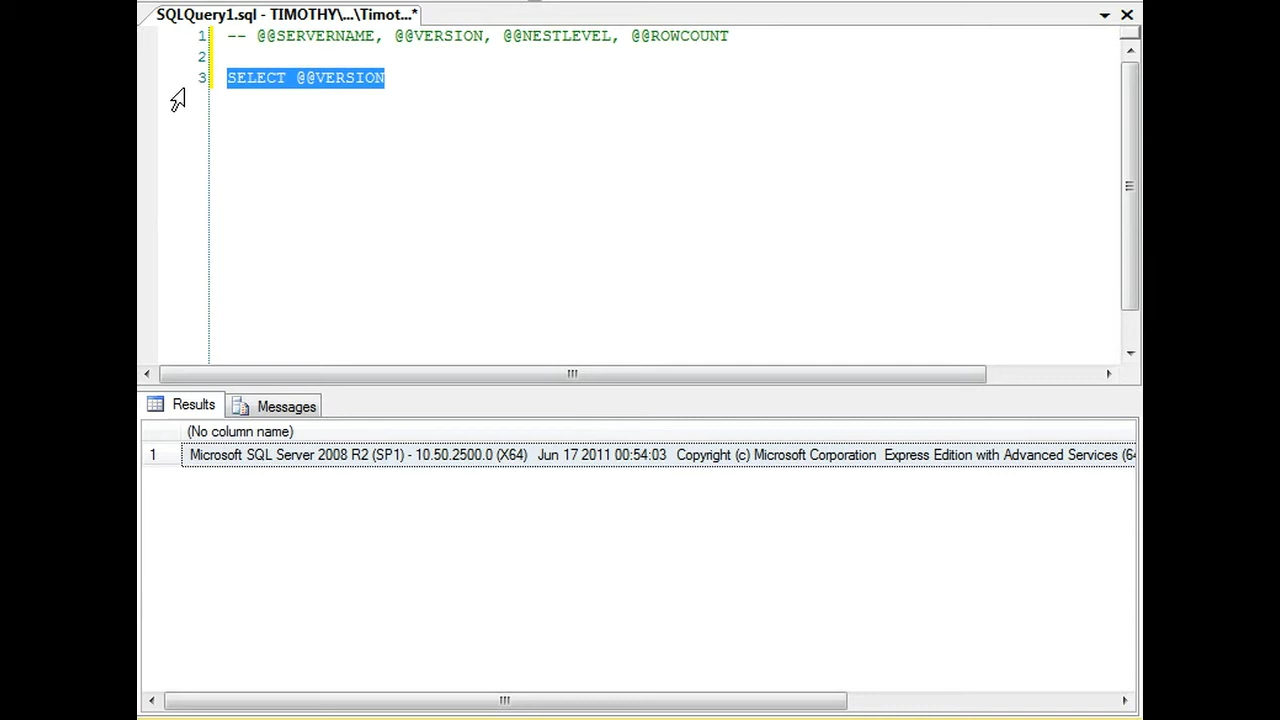 SQLQuery1.sql - TIMOTHY\...\Timot...*
1 -- @@SERVERNAME, @@VERSION, @@NESTLEVEL, @@ROWCOUNT
2
3 SELECT @@VERSION
Results Messages
(No column name)
1 Microsoft SQL Server 2008 R2 (SP1) - 10.50.2500.0 (X64) Jun 17 2011 00:54:03 Copyright (c) Microsoft Corporation Express Edition with Advanced Services (64